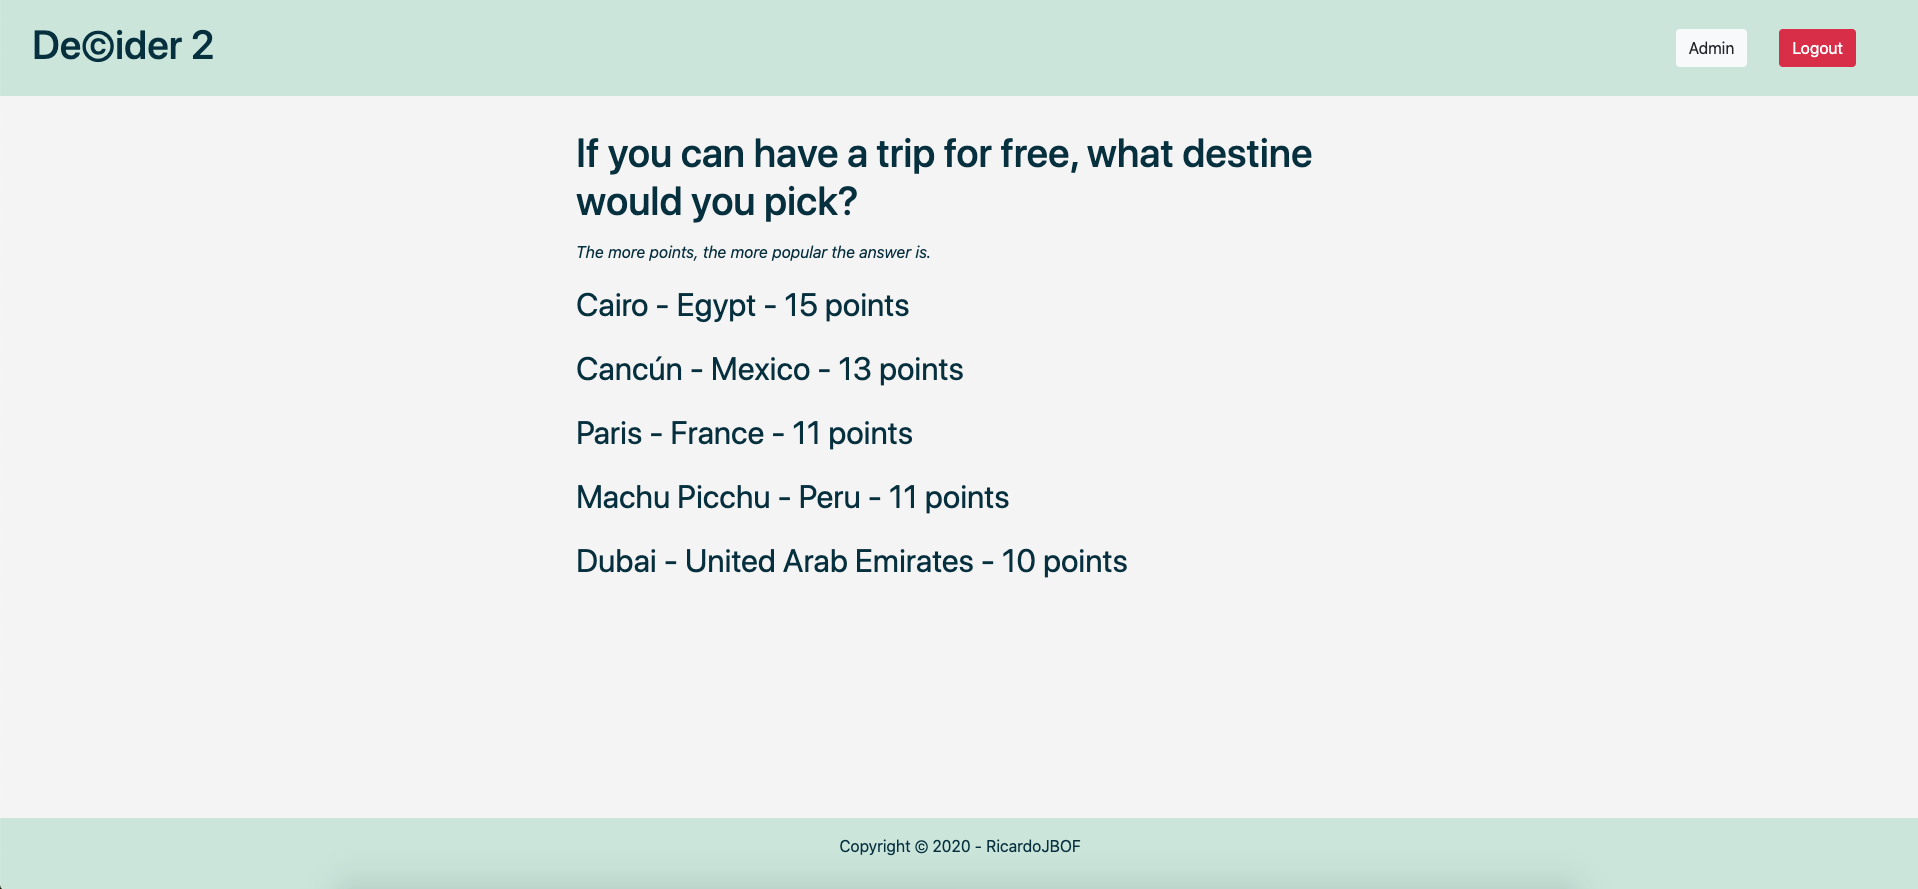 De©ider 2
Admin
Logout
If you can have a trip for free, what destine
would you pick?
The more points, the more popular the answer is.
Cairo - Egypt - 15 points
Cancún - Mexico - 13 points
Paris - France - 11 points
Machu Picchu - Peru - 11 points
Dubai - United Arab Emirates - 10 points
Copyright © 2020 - RicardoJBOF